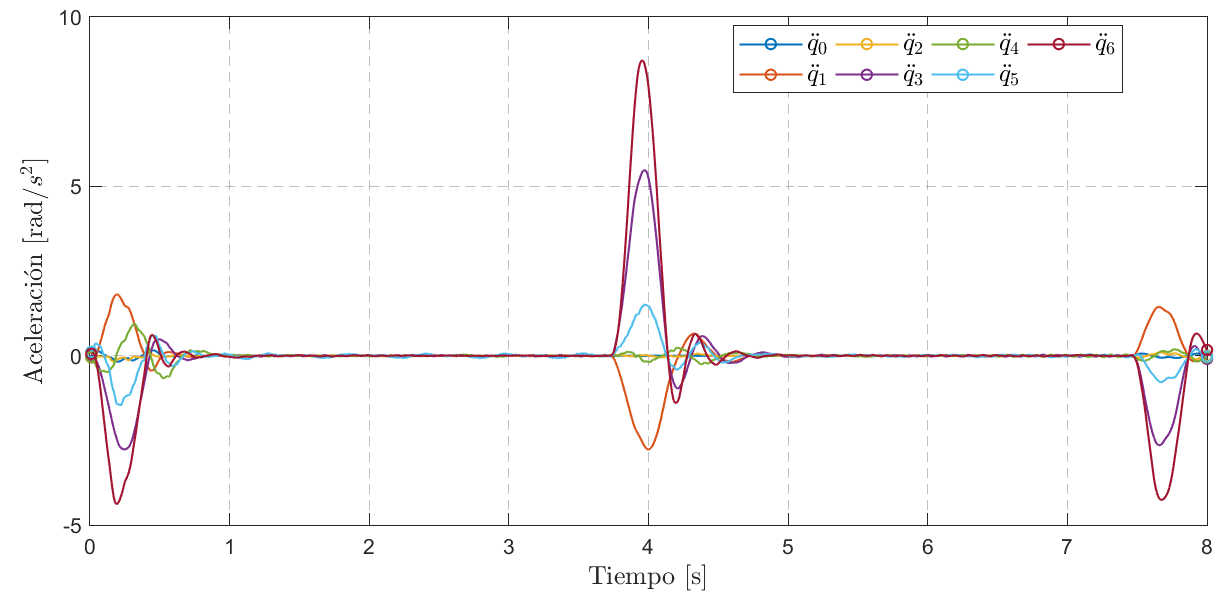 10
5
0
-5
Aceleración [rad/s²]
q̈₀ q̈₂ q̈₄ q̈₆
q̈₁ q̈₃ q̈₅
0 1 2 3 4 5 6 7 8
Tiempo [s]